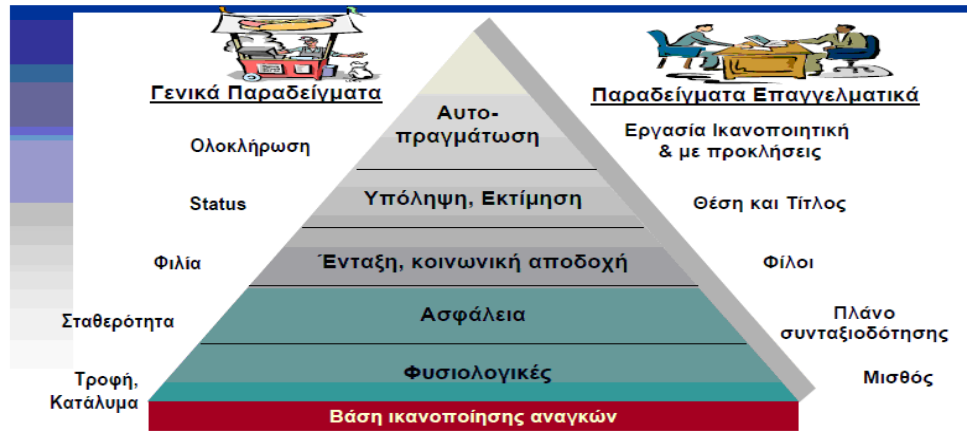 Γενικά Παραδείγματα
Παραδείγματα Επαγγελματικά
Αυτο-
πραγμάτωση
Ολοκλήρωση
Εργασία Ικανοποιητική
& με προκλήσεις
Status
Υπόληψη, Εκτίμηση
Θέση και Τίτλος
Φιλία
Ένταξη, κοινωνική αποδοχή
Φίλοι
Σταθερότητα
Ασφάλεια
Πλάνο
συνταξιοδότησης
Τροφή,
Κατάλυμα
Φυσιολογικές
Μισθός
Βάση ικανοποίησης αναγκών